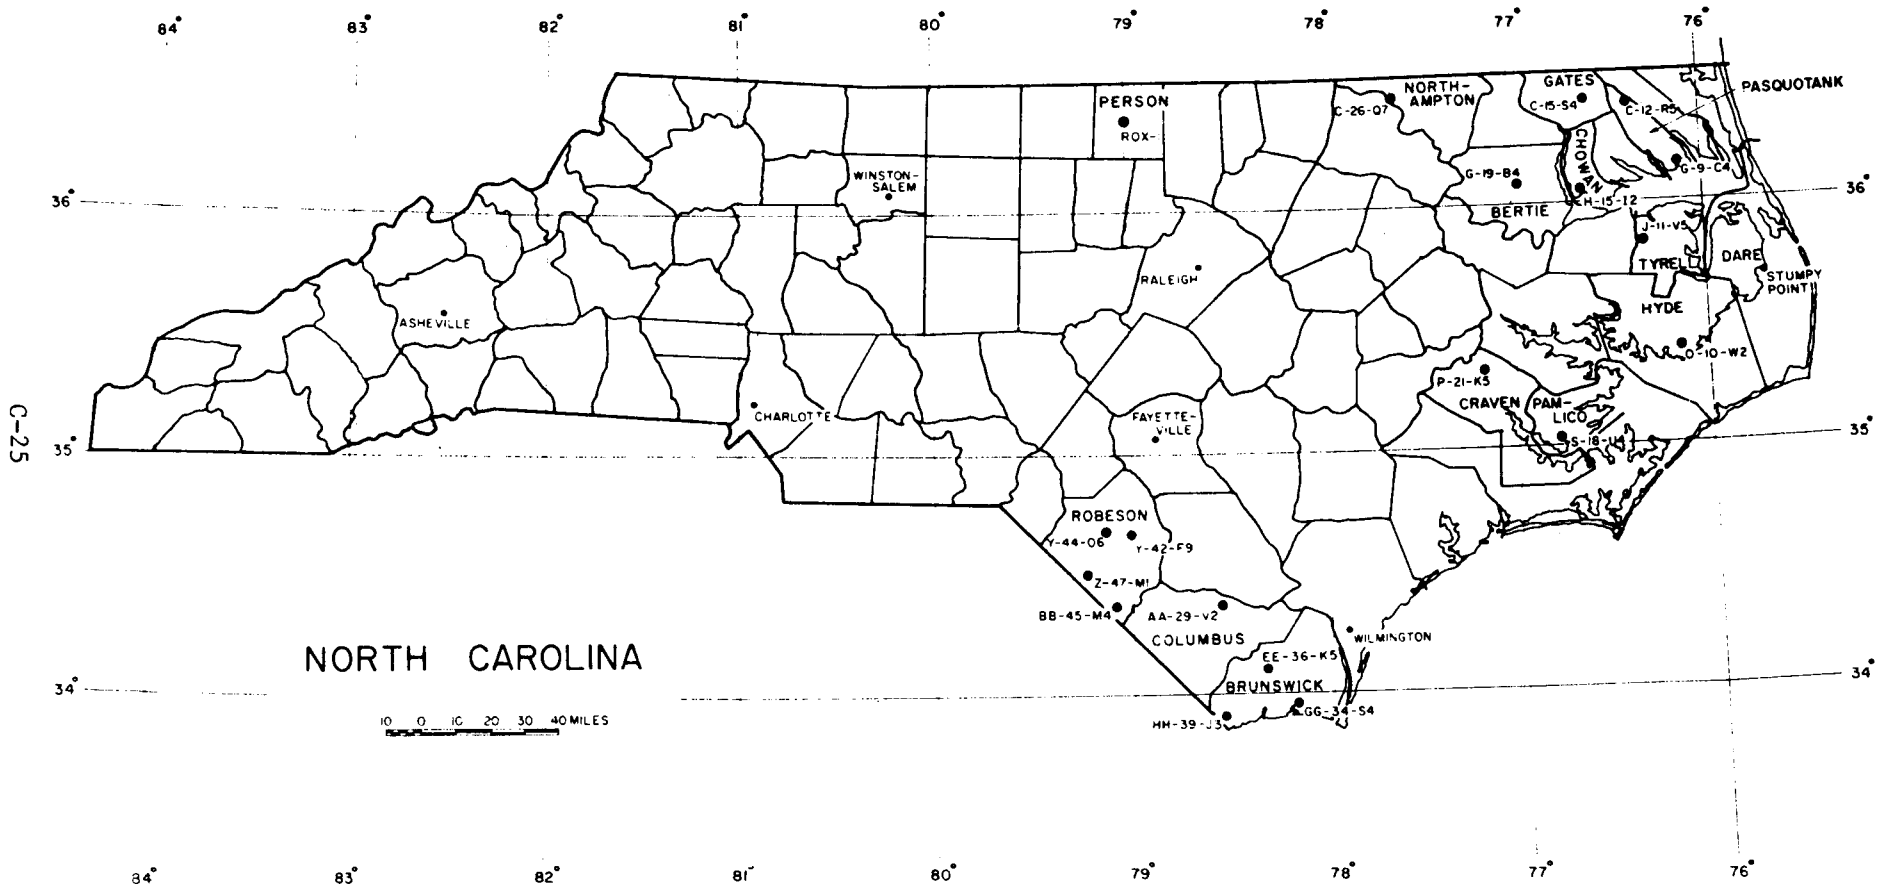 84° 83° 82° 81° 80° 79° 78° 77° 76°
PASQUOTANK
GATES
NORTH-
AMPTON
PERSON
C-26-Q7
C-15-S4
C-12-R5
ROX-
CHOWAN
G-9-C4
WINSTON-
SALEM
G-19-B4
36°
36°
H-15-I2
BERTIE
J-11-V5
TYREL
DARE
STUMPY
POINT
RALEIGH
HYDE
ASHEVILLE
O-10-W2
P-21-K5
CRAVEN
PAM-
LICO
CHARLOTTE
FAYETTE-
VILLE
S-18-U4
35°
35°
C-25
ROBESON
Y-44-O6
Y-42-F9
Z-47-M1
BB-45-M4
AA-29-V2
COLUMBUS
WILMINGTON
EE-36-K5
NORTH CAROLINA
BRUNSWICK
34°
34°
GG-34-S4
HH-39-J3
10 0 10 20 30 40 MILES
84° 83° 82° 81° 80° 79° 78° 77° 76°